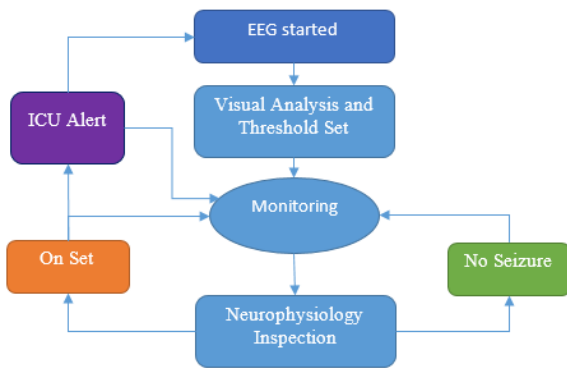 EEG started
Visual Analysis and
Threshold Set
ICU Alert
Monitoring
On Set
No Seizure
Neurophysiology
Inspection